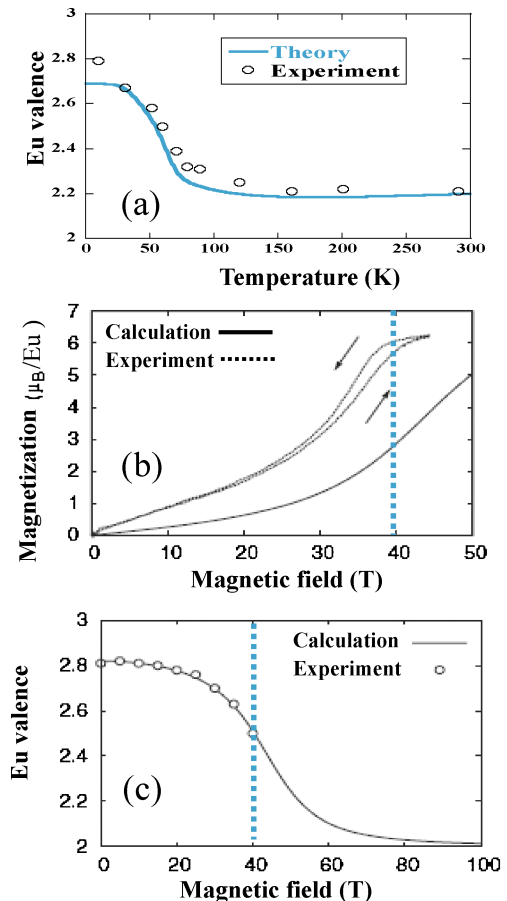 2.8
Theory
Experiment
2.6
2.4
2.2
2
Eu valence
(a)
0 50 100 150 200 250 300
Temperature (K)
7
6
5
4
3
2
1
0
Magnetization (μB/Eu)
Calculation
Experiment
(b)
0 10 20 30 40 50
Magnetic field (T)
3
2.8
2.6
2.4
2.2
2
Eu valence
Calculation
Experiment
(c)
0 20 40 60 80 100
Magnetic field (T)